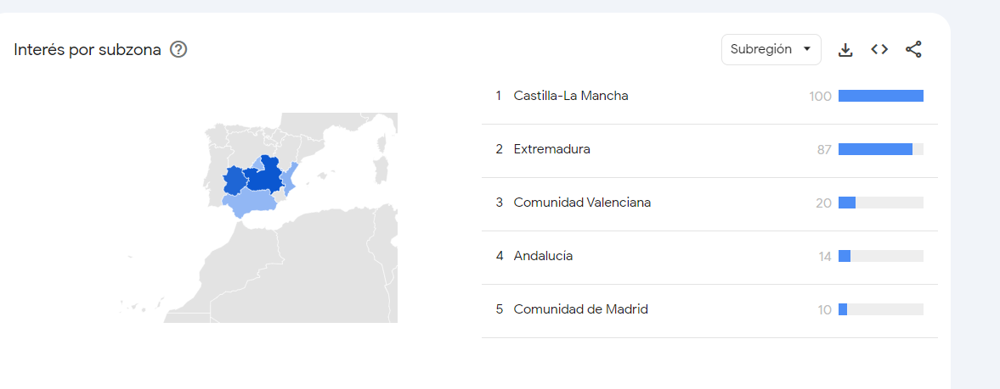 Interés por subzona
Subregión
1 Castilla-La Mancha 100
2 Extremadura 87
3 Comunidad Valenciana 20
4 Andalucía 14
5 Comunidad de Madrid 10